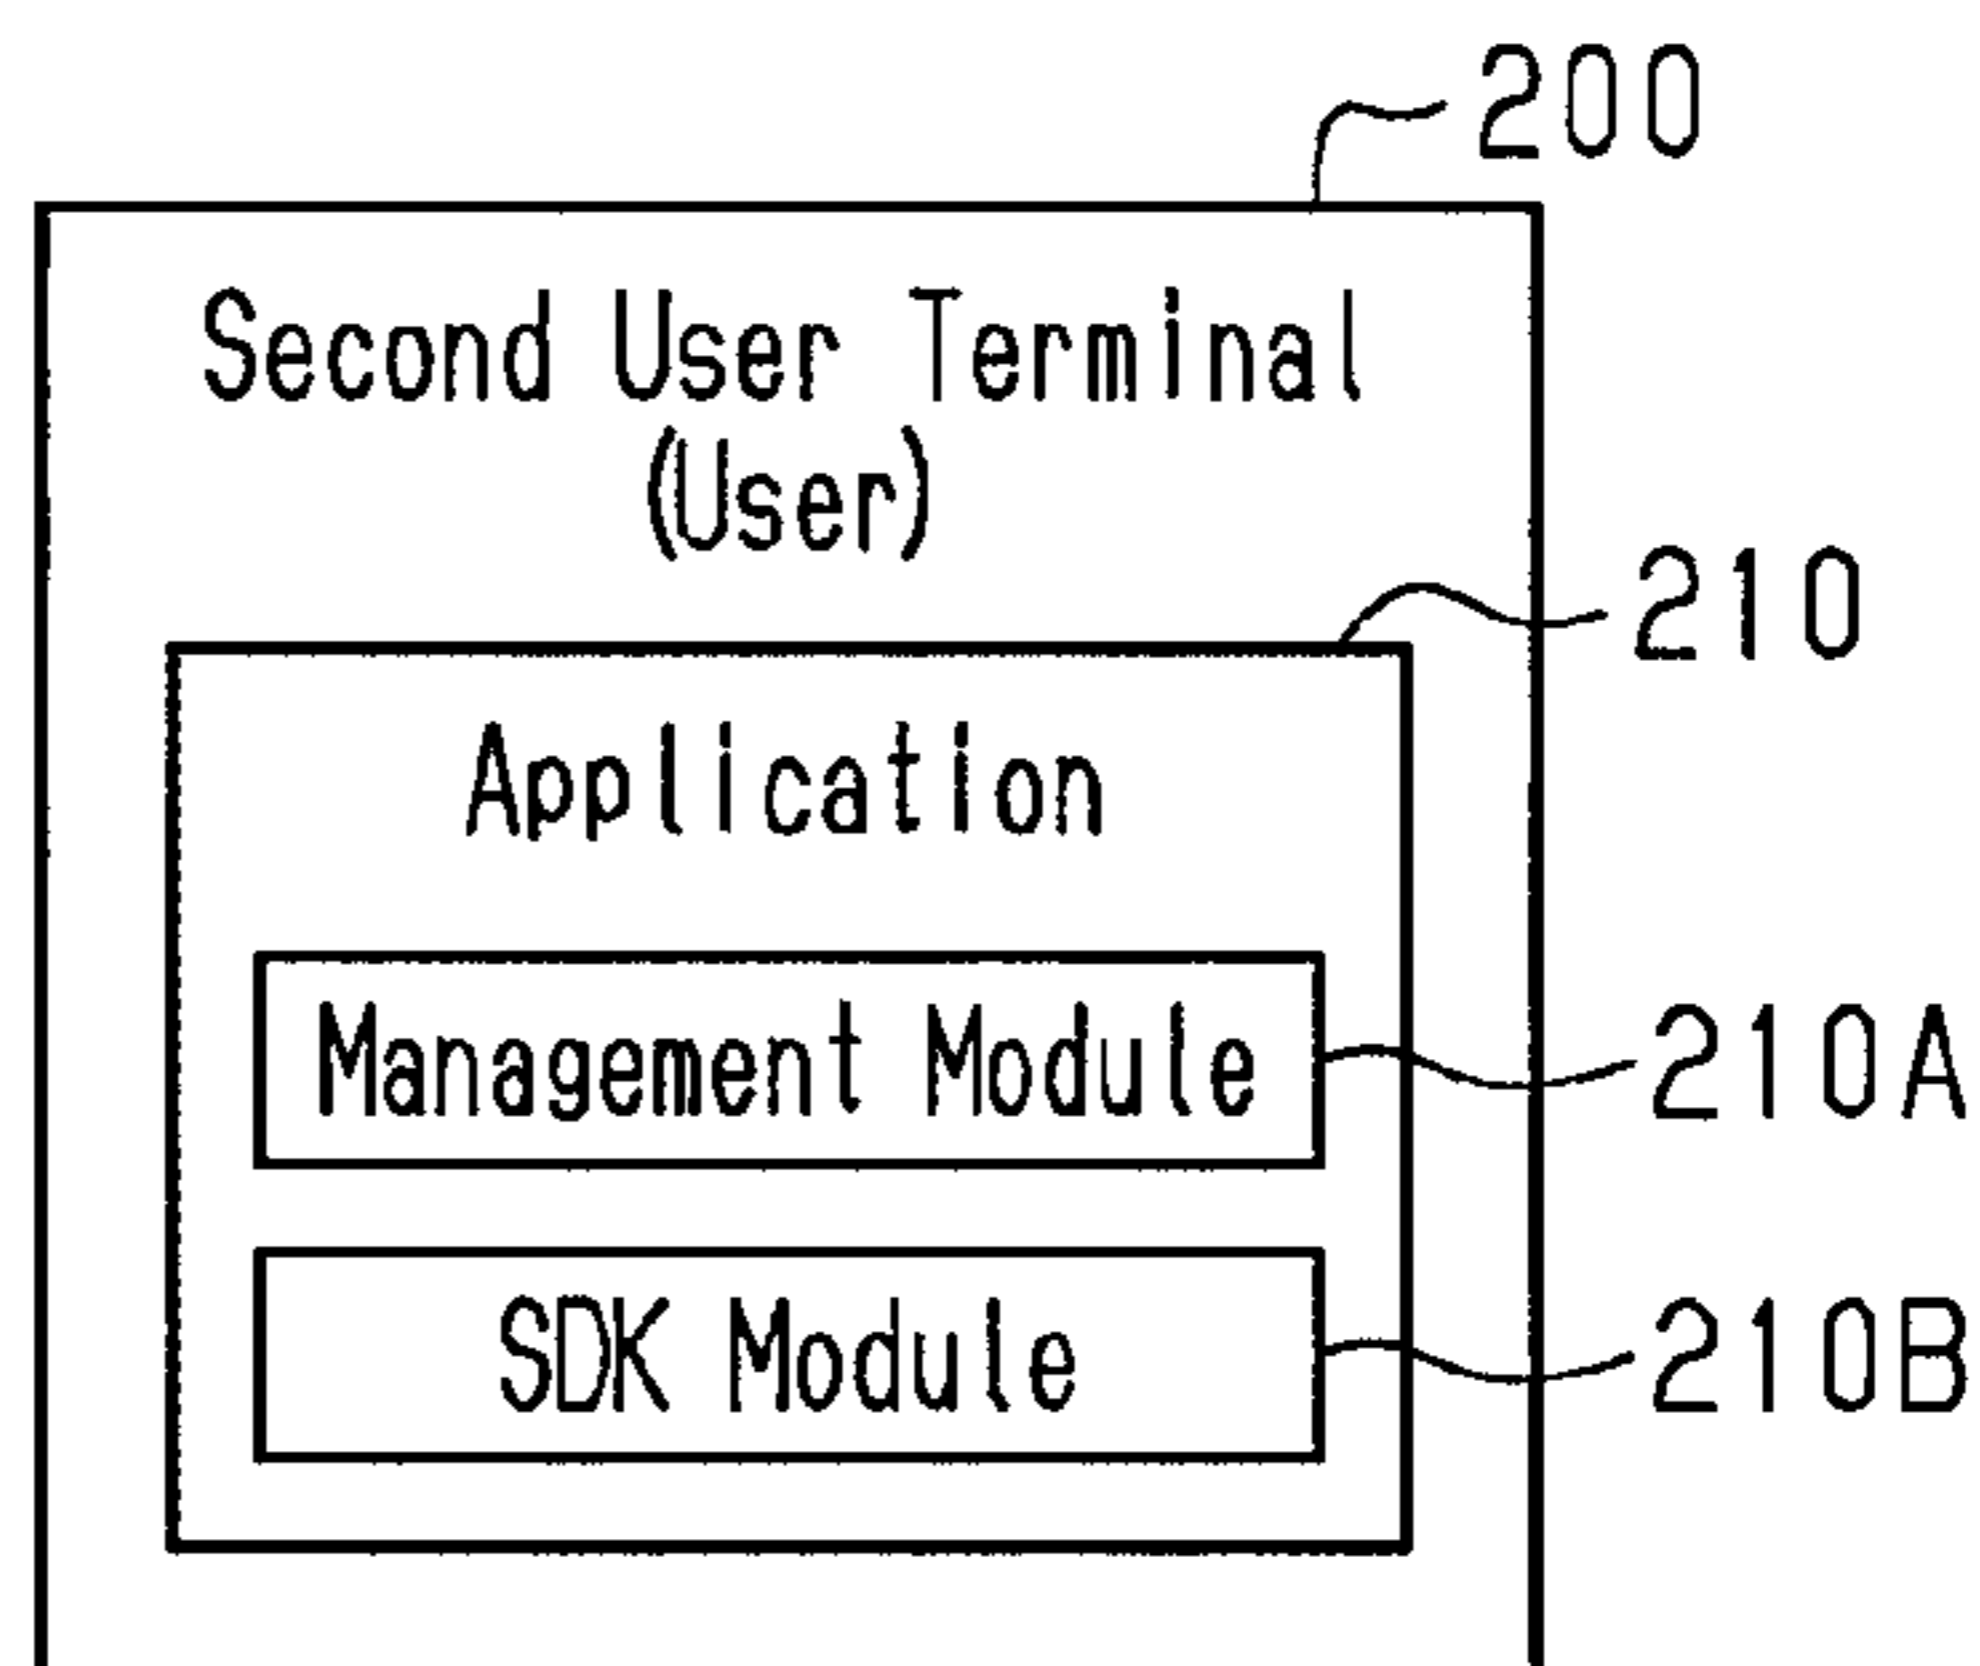 200
Second User Terminal
(User)
210
Application
Management Module
210A
SDK Module
210B